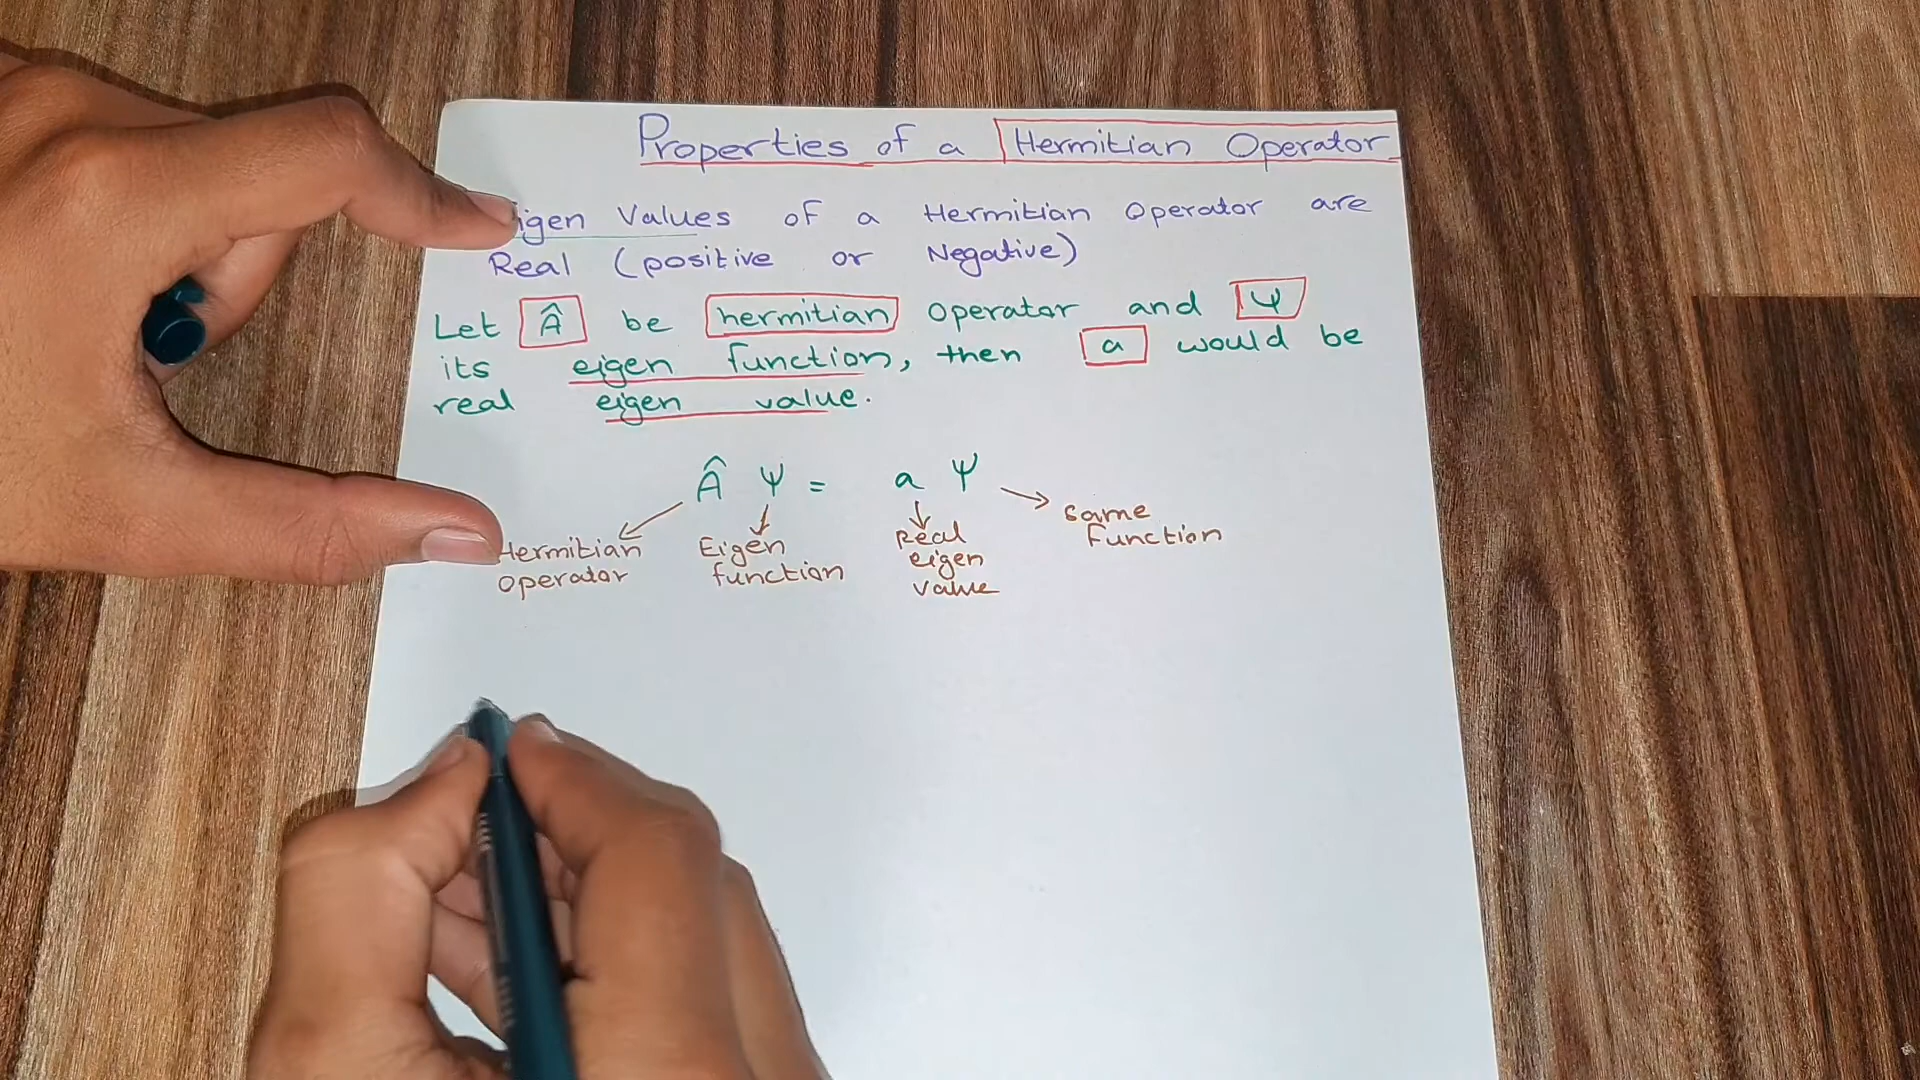 Properties of a Hermitian Operator
Eigen Values of a Hermitian Operator are
Real (positive or Negative)
Let Â be hermitian operator and Ψ
its eigen function, then a would be
real eigen value.
Â Ψ = a Ψ
Hermitian
operator
Eigen
function
Real
eigen
value
Same
function